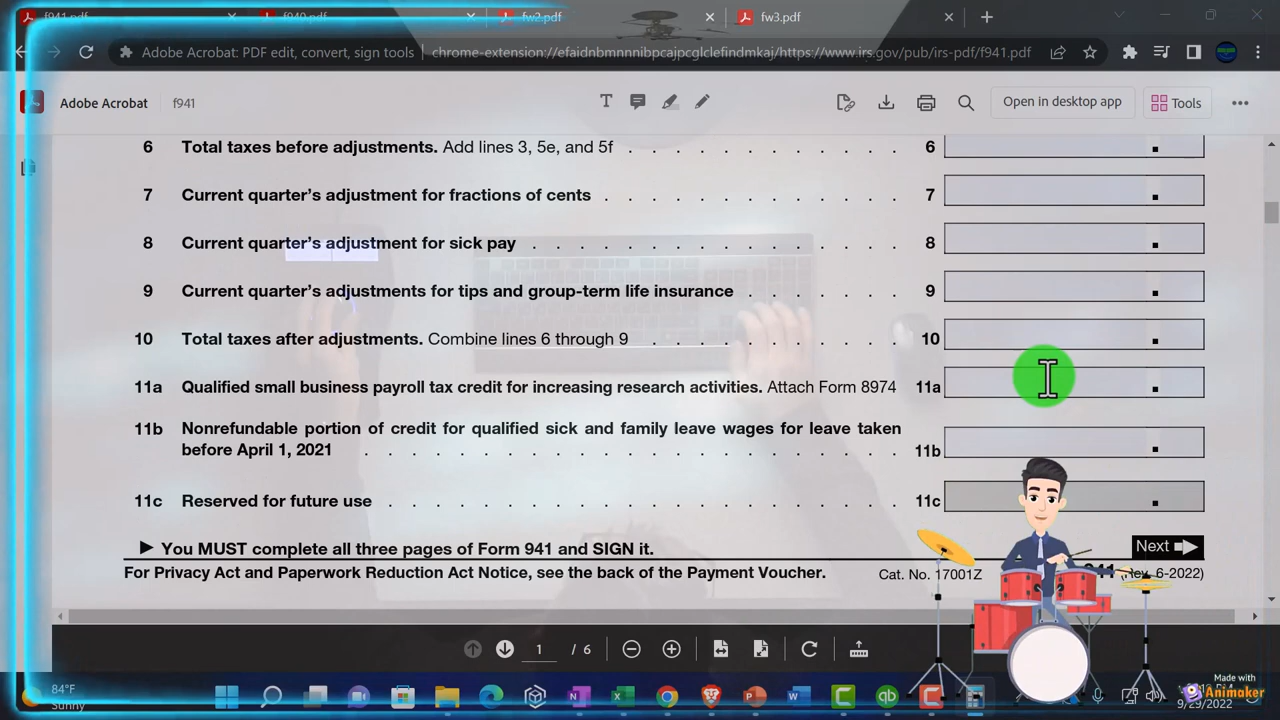 f941.pdf
f940.pdf
fw2.pdf
fw3.pdf
Adobe Acrobat: PDF edit, convert, sign tools | chrome-extension://efaidnbmnnnibpcajpcglclefindmkaj/https://www.irs.gov/pub/irs-pdf/f941.pdf
Adobe Acrobat f941
Open in desktop app
Tools
6 Total taxes before adjustments. Add lines 3, 5e, and 5f . . . . . . . . . . . . 6
7 Current quarter's adjustment for fractions of cents . . . . . . . . . . . . 7
8 Current quarter's adjustment for sick pay . . . . . . . . . . . . . . 8
9 Current quarter's adjustments for tips and group-term life insurance . . . . . . . 9
10 Total taxes after adjustments. Combine lines 6 through 9 . . . . . . . . . . 10
11a Qualified small business payroll tax credit for increasing research activities. Attach Form 8974 11a
11b Nonrefundable portion of credit for qualified sick and family leave wages for leave taken
before April 1, 2021 . . . . . . . . . . . . . . . . . . . . 11b
11c Reserved for future use . . . . . . . . . . . . . . . . . . . 11c
► You MUST complete all three pages of Form 941 and SIGN it.
Next
For Privacy Act and Paperwork Reduction Act Notice, see the back of the Payment Voucher.
Cat. No. 17001Z
941 (Rev. 6-2022)
1 / 6
84°F
Sunny
9/29/2022
Made with
Animaker